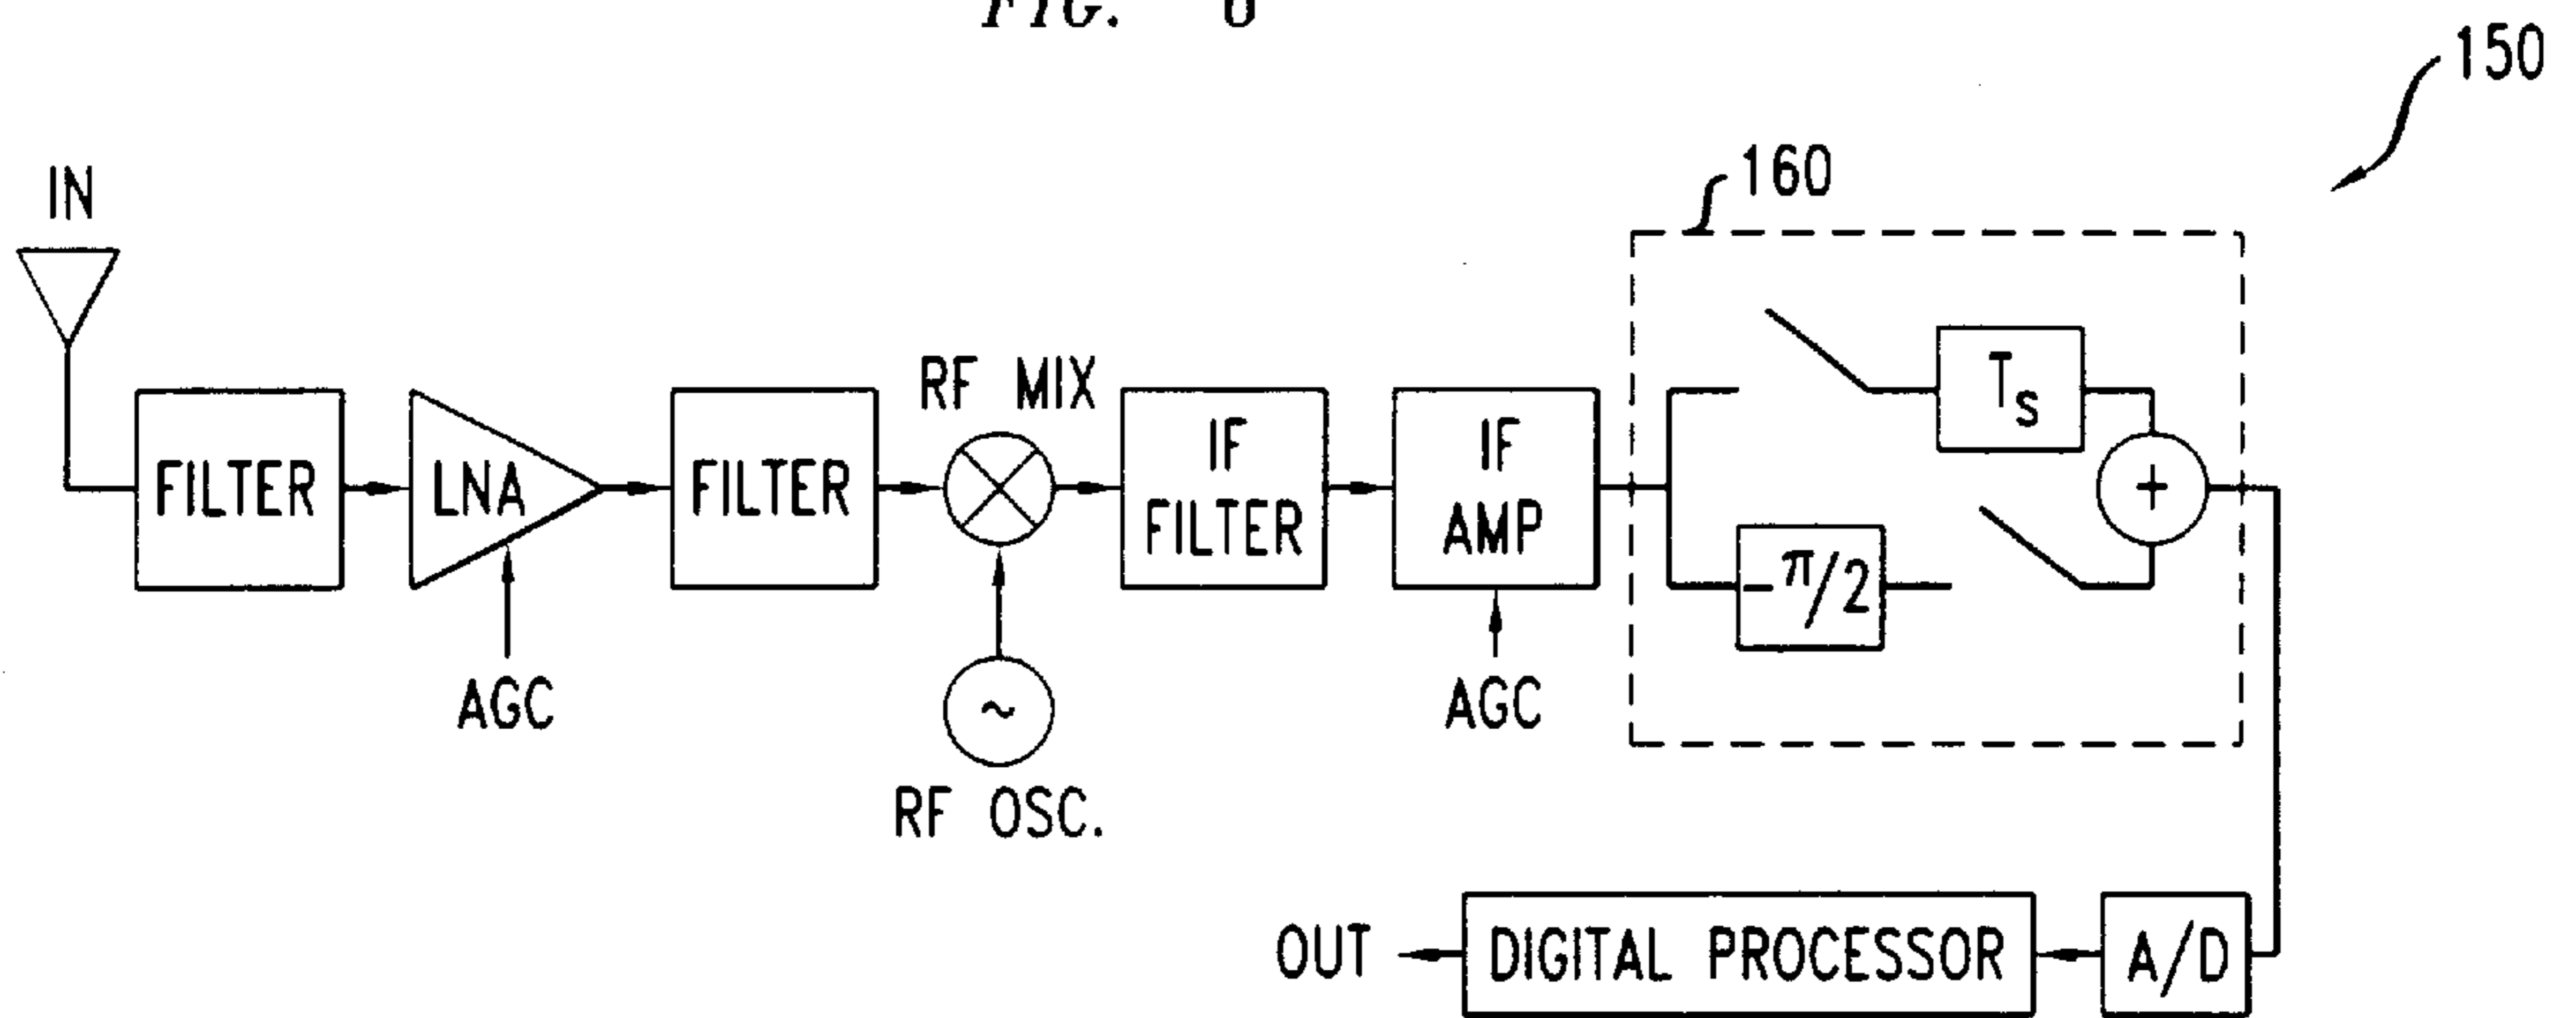 FIG.
150
160
IN
FILTER
LNA
FILTER
RF MIX
IF
FILTER
IF
AMP
Ts
+
-π/2
AGC
~
RF OSC.
AGC
OUT
DIGITAL PROCESSOR
A/D